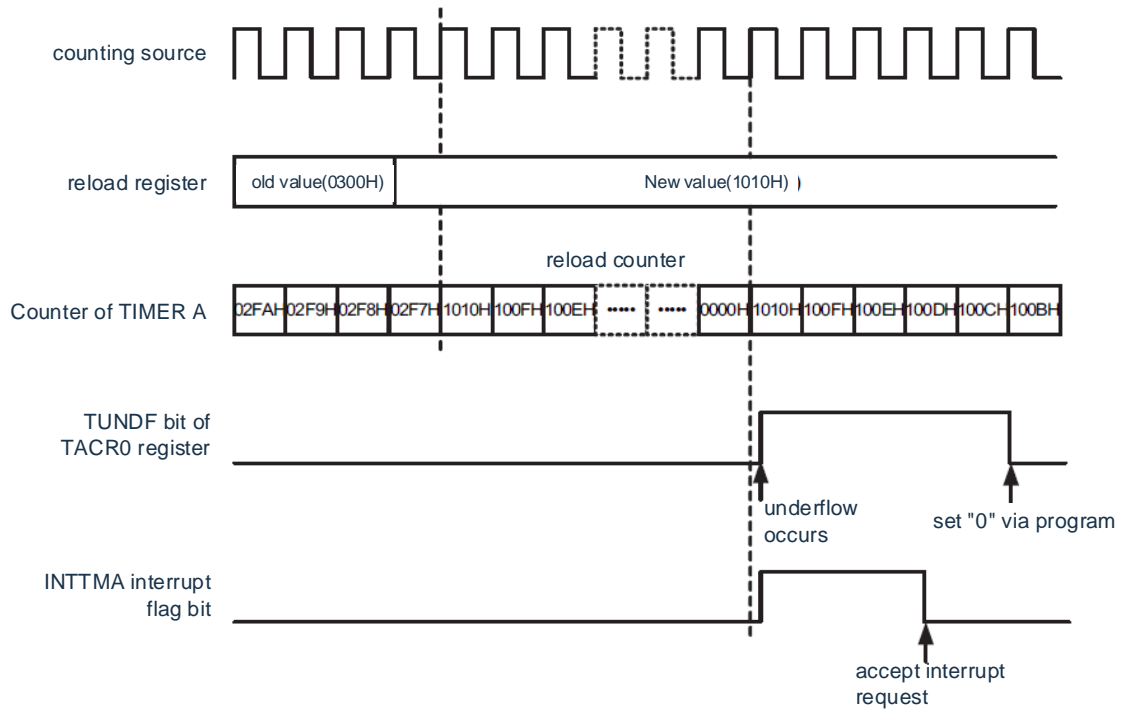 counting source
reload register
old value(0300H)
New value(1010H) )
reload counter
Counter of TIMER A
02FAH 02F9H 02F8H 02F7H 1010H 100FH 100EH ····· ····· 0000H 1010H 100FH 100EH 100DH 100CH 100BH
TUNDF bit of
TACR0 register
underflow
occurs
set "0" via program
INTTMA interrupt
flag bit
accept interrupt
request